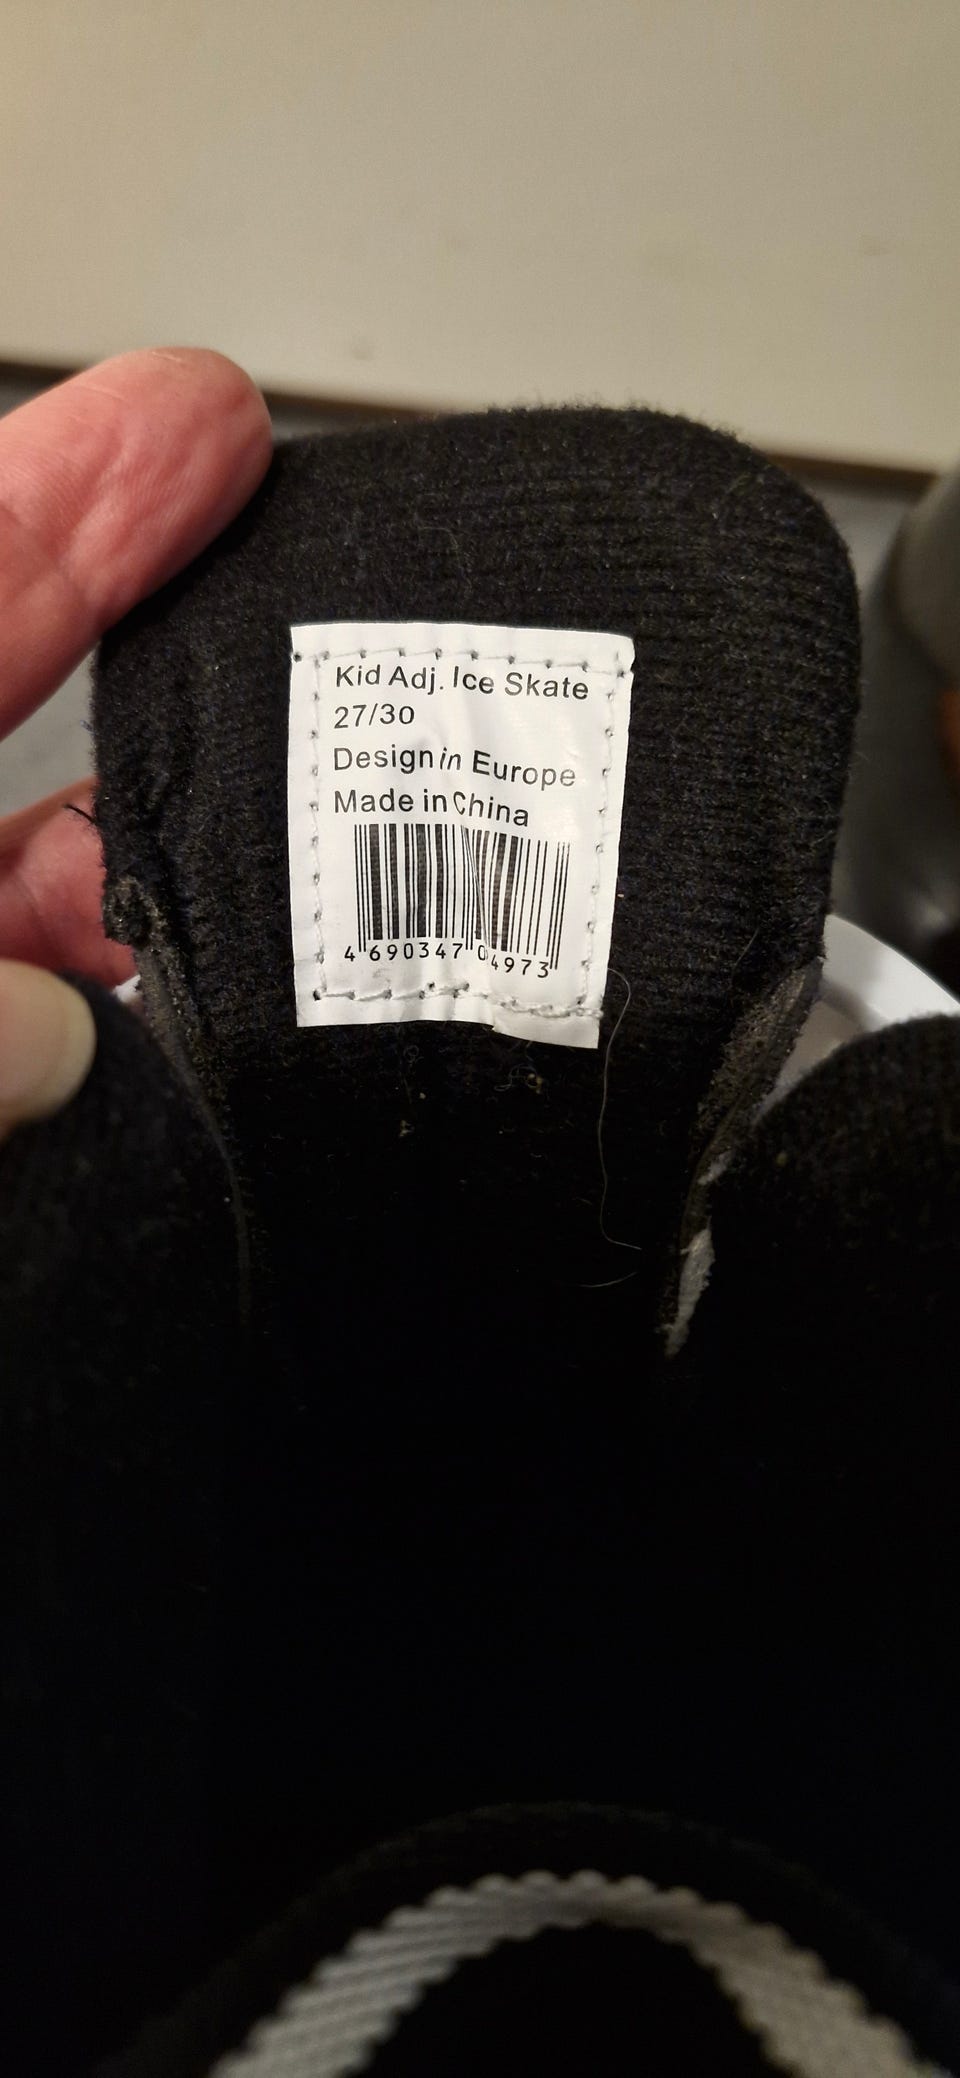 Kid Adj. Ice Skate
27/30
Design in Europe
Made in China
4 690347 04973